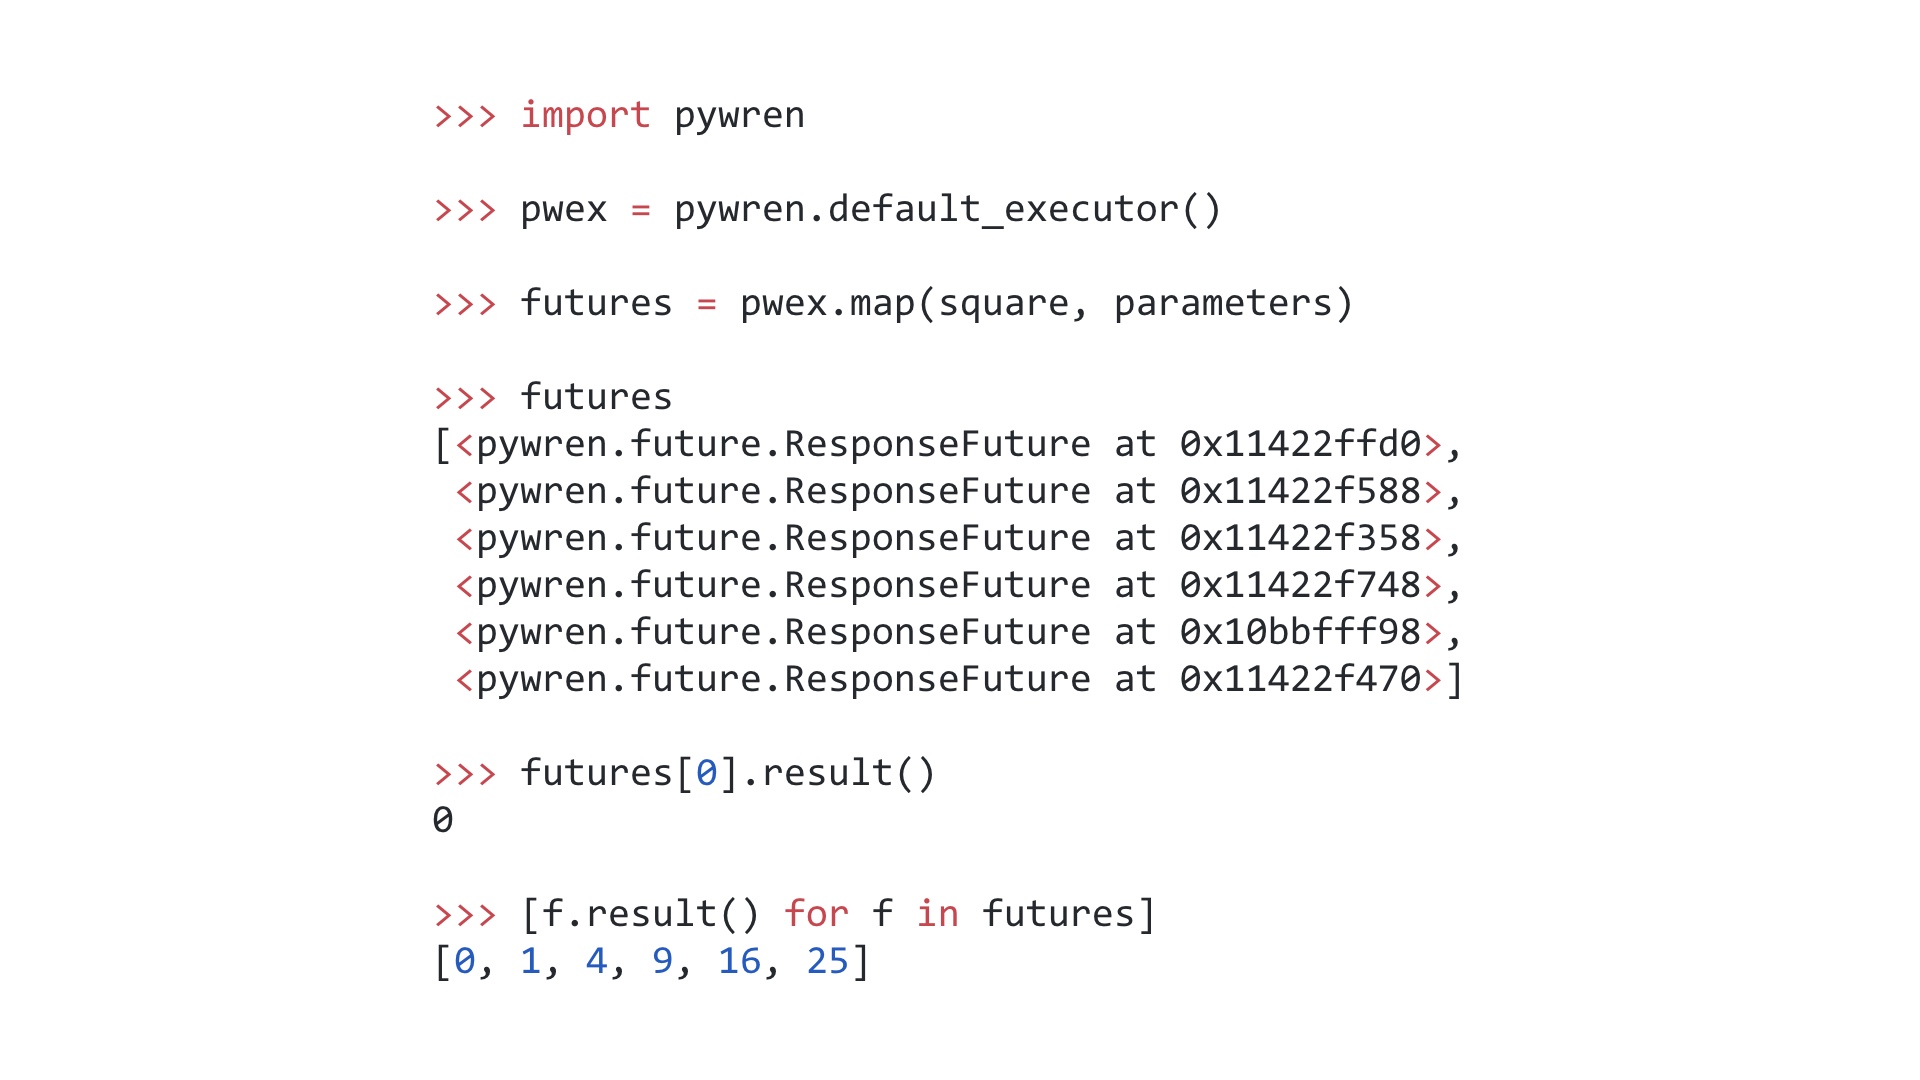 >>> import pywren
>>> pwex = pywren.default_executor()
>>> futures = pwex.map(square, parameters)
>>> futures
[<pywren.future.ResponseFuture at 0x11422ffd0>,
<pywren.future.ResponseFuture at 0x11422f588>,
<pywren.future.ResponseFuture at 0x11422f358>,
<pywren.future.ResponseFuture at 0x11422f748>,
<pywren.future.ResponseFuture at 0x10bbfff98>,
<pywren.future.ResponseFuture at 0x11422f470>]
>>> futures[0].result()
0
>>> [f.result() for f in futures]
[0, 1, 4, 9, 16, 25]